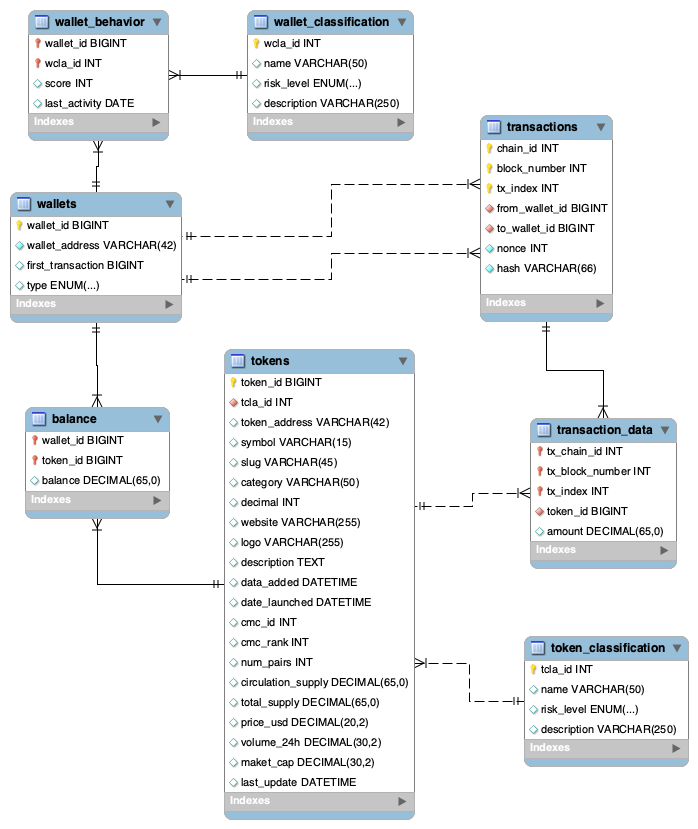 wallet_behavior
wallet_id BIGINT
wcla_id INT
score INT
last_activity DATE
Indexes
wallet_classification
wcla_id INT
name VARCHAR(50)
risk_level ENUM(...)
description VARCHAR(250)
Indexes
transactions
chain_id INT
block_number INT
tx_index INT
from_wallet_id BIGINT
to_wallet_id BIGINT
nonce INT
hash VARCHAR(66)
Indexes
wallets
wallet_id BIGINT
wallet_address VARCHAR(42)
first_transaction BIGINT
type ENUM(...)
Indexes
tokens
token_id BIGINT
tcla_id INT
token_address VARCHAR(42)
symbol VARCHAR(15)
slug VARCHAR(45)
category VARCHAR(50)
decimal INT
website VARCHAR(255)
logo VARCHAR(255)
description TEXT
data_added DATETIME
date_launched DATETIME
cmc_id INT
cmc_rank INT
num_pairs INT
circulation_supply DECIMAL(65,0)
total_supply DECIMAL(65,0)
price_usd DECIMAL(20,2)
volume_24h DECIMAL(30,2)
maket_cap DECIMAL(30,2)
last_update DATETIME
Indexes
balance
wallet_id BIGINT
token_id BIGINT
balance DECIMAL(65,0)
Indexes
transaction_data
tx_chain_id INT
tx_block_number INT
tx_index INT
token_id BIGINT
amount DECIMAL(65,0)
Indexes
token_classification
tcla_id INT
name VARCHAR(50)
risk_level ENUM(...)
description VARCHAR(250)
Indexes